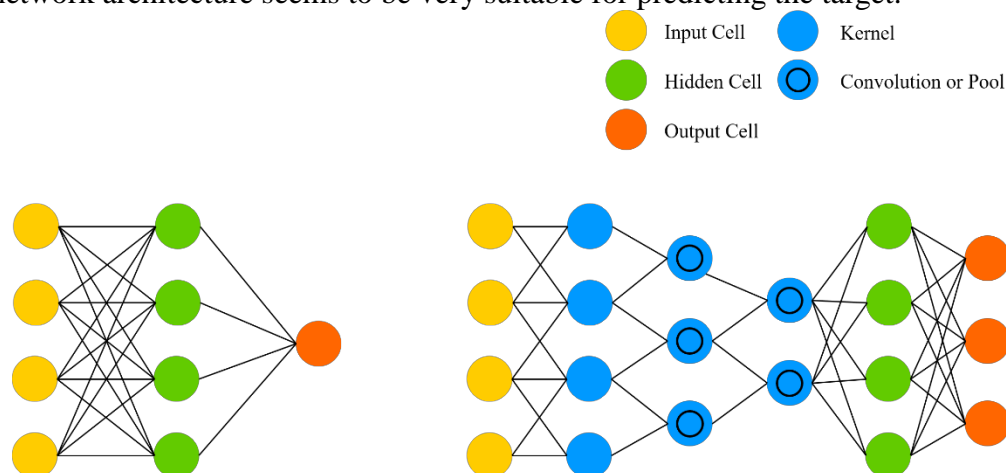 network architecture seems to be very suitable for predicting the target.
Input Cell Kernel
Hidden Cell Convolution or Pool
Output Cell